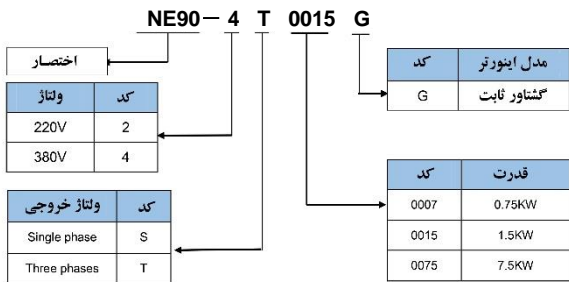 NE90 – 4 T 0015 G
اختصار
ولتاژ کد
220V 2
380V 4
ولتاژ خروجی کد
Single phase S
Three phases T
کد مدل اینورتر
G گشتاور ثابت
کد قدرت
0007 0.75KW
0015 1.5KW
0075 7.5KW